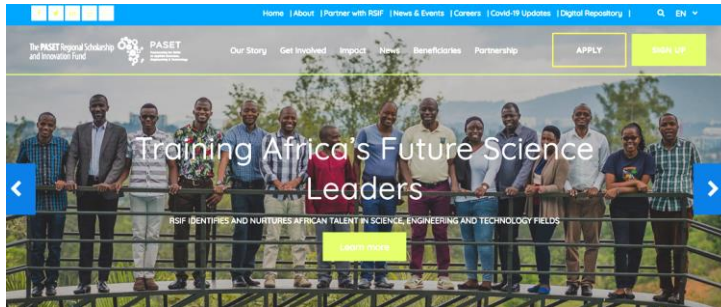 Home | About | Partner with RSIF | News & Events | Careers | Covid-19 Updates | Digital Repository | EN
The PASET Regional Scholarship
and Innovation Fund
PASET
Our Story Get Involved Impact News Beneficiaries Partnership APPLY SIGN UP
Training Africa's Future Science
Leaders
RSIF IDENTIFIES AND NURTURES AFRICAN TALENT IN SCIENCE, ENGINEERING AND TECHNOLOGY FIELDS
Learn more